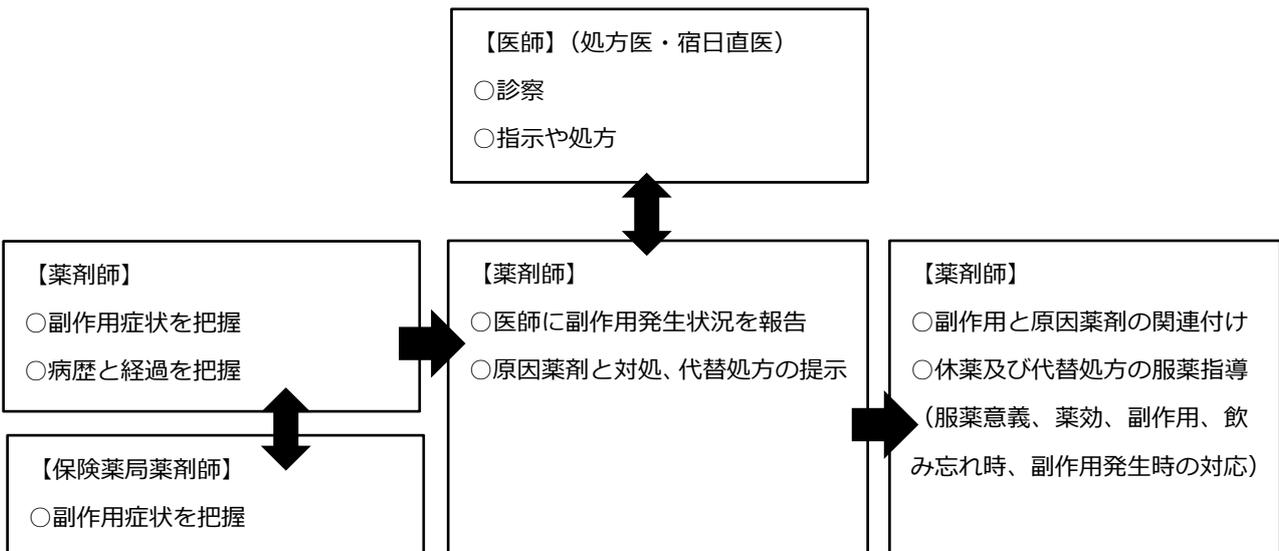 【医師】（処方医・宿日直医）
○診察
○指示や処方
【薬剤師】
○副作用症状を把握
○病歴と経過を把握
【保険薬局薬剤師】
○副作用症状を把握
【薬剤師】
○医師に副作用発生状況を報告
○原因薬剤と対処、代替処方の提示
【薬剤師】
○副作用と原因薬剤の関連付け
○休薬及び代替処方の服薬指導
（服薬意義、薬効、副作用、飲
み忘れ時、副作用発生時の対応）